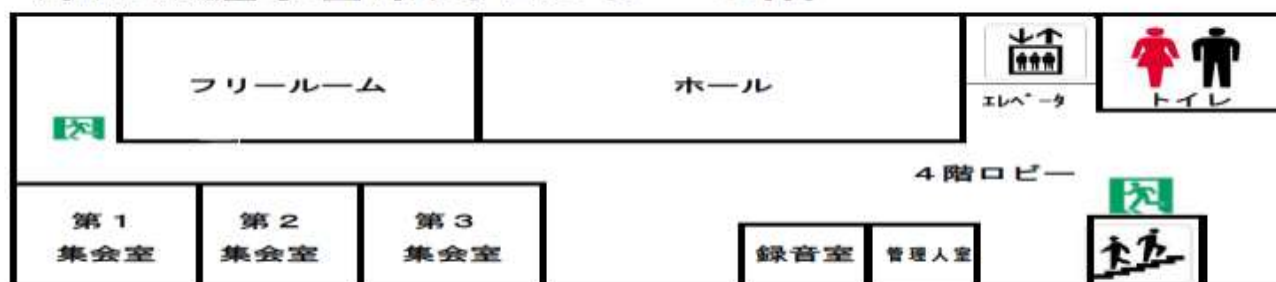 フリールーム
ホール
エレベータ
トイレ
4階ロビー
第1
集会室
第2
集会室
第3
集会室
録音室
管理人室